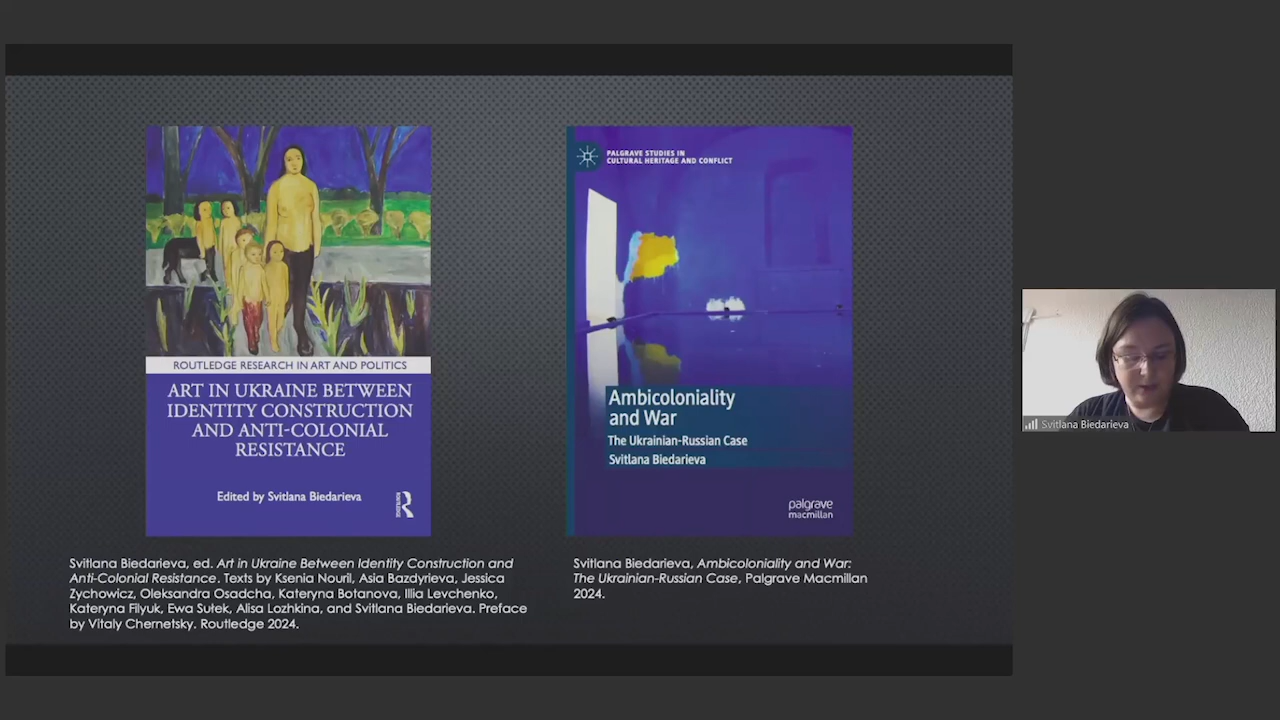 ROUTLEDGE RESEARCH IN ART AND POLITICS
ART IN UKRAINE BETWEEN
IDENTITY CONSTRUCTION
AND ANTI-COLONIAL
RESISTANCE
Edited by Svitlana Biedarieva
ROUTLEDGE
PALGRAVE STUDIES IN
CULTURAL HERITAGE AND CONFLICT
Ambicoloniality
and War
The Ukrainian-Russian Case
Svitlana Biedarieva
palgrave
macmillan
Svitlana Biedarieva, ed. Art in Ukraine Between Identity Construction and
Anti-Colonial Resistance. Texts by Ksenia Nouril, Asia Bazdyrieva, Jessica
Zychowicz, Oleksandra Osadcha, Kateryna Botanova, Illia Levchenko,
Kateryna Filyuk, Ewa Sułek, Alisa Lozhkina, and Svitlana Biedarieva. Preface
by Vitaly Chernetsky. Routledge 2024.
Svitlana Biedarieva, Ambicoloniality and War:
The Ukrainian-Russian Case, Palgrave Macmillan
2024.
Svitlana Biedarieva